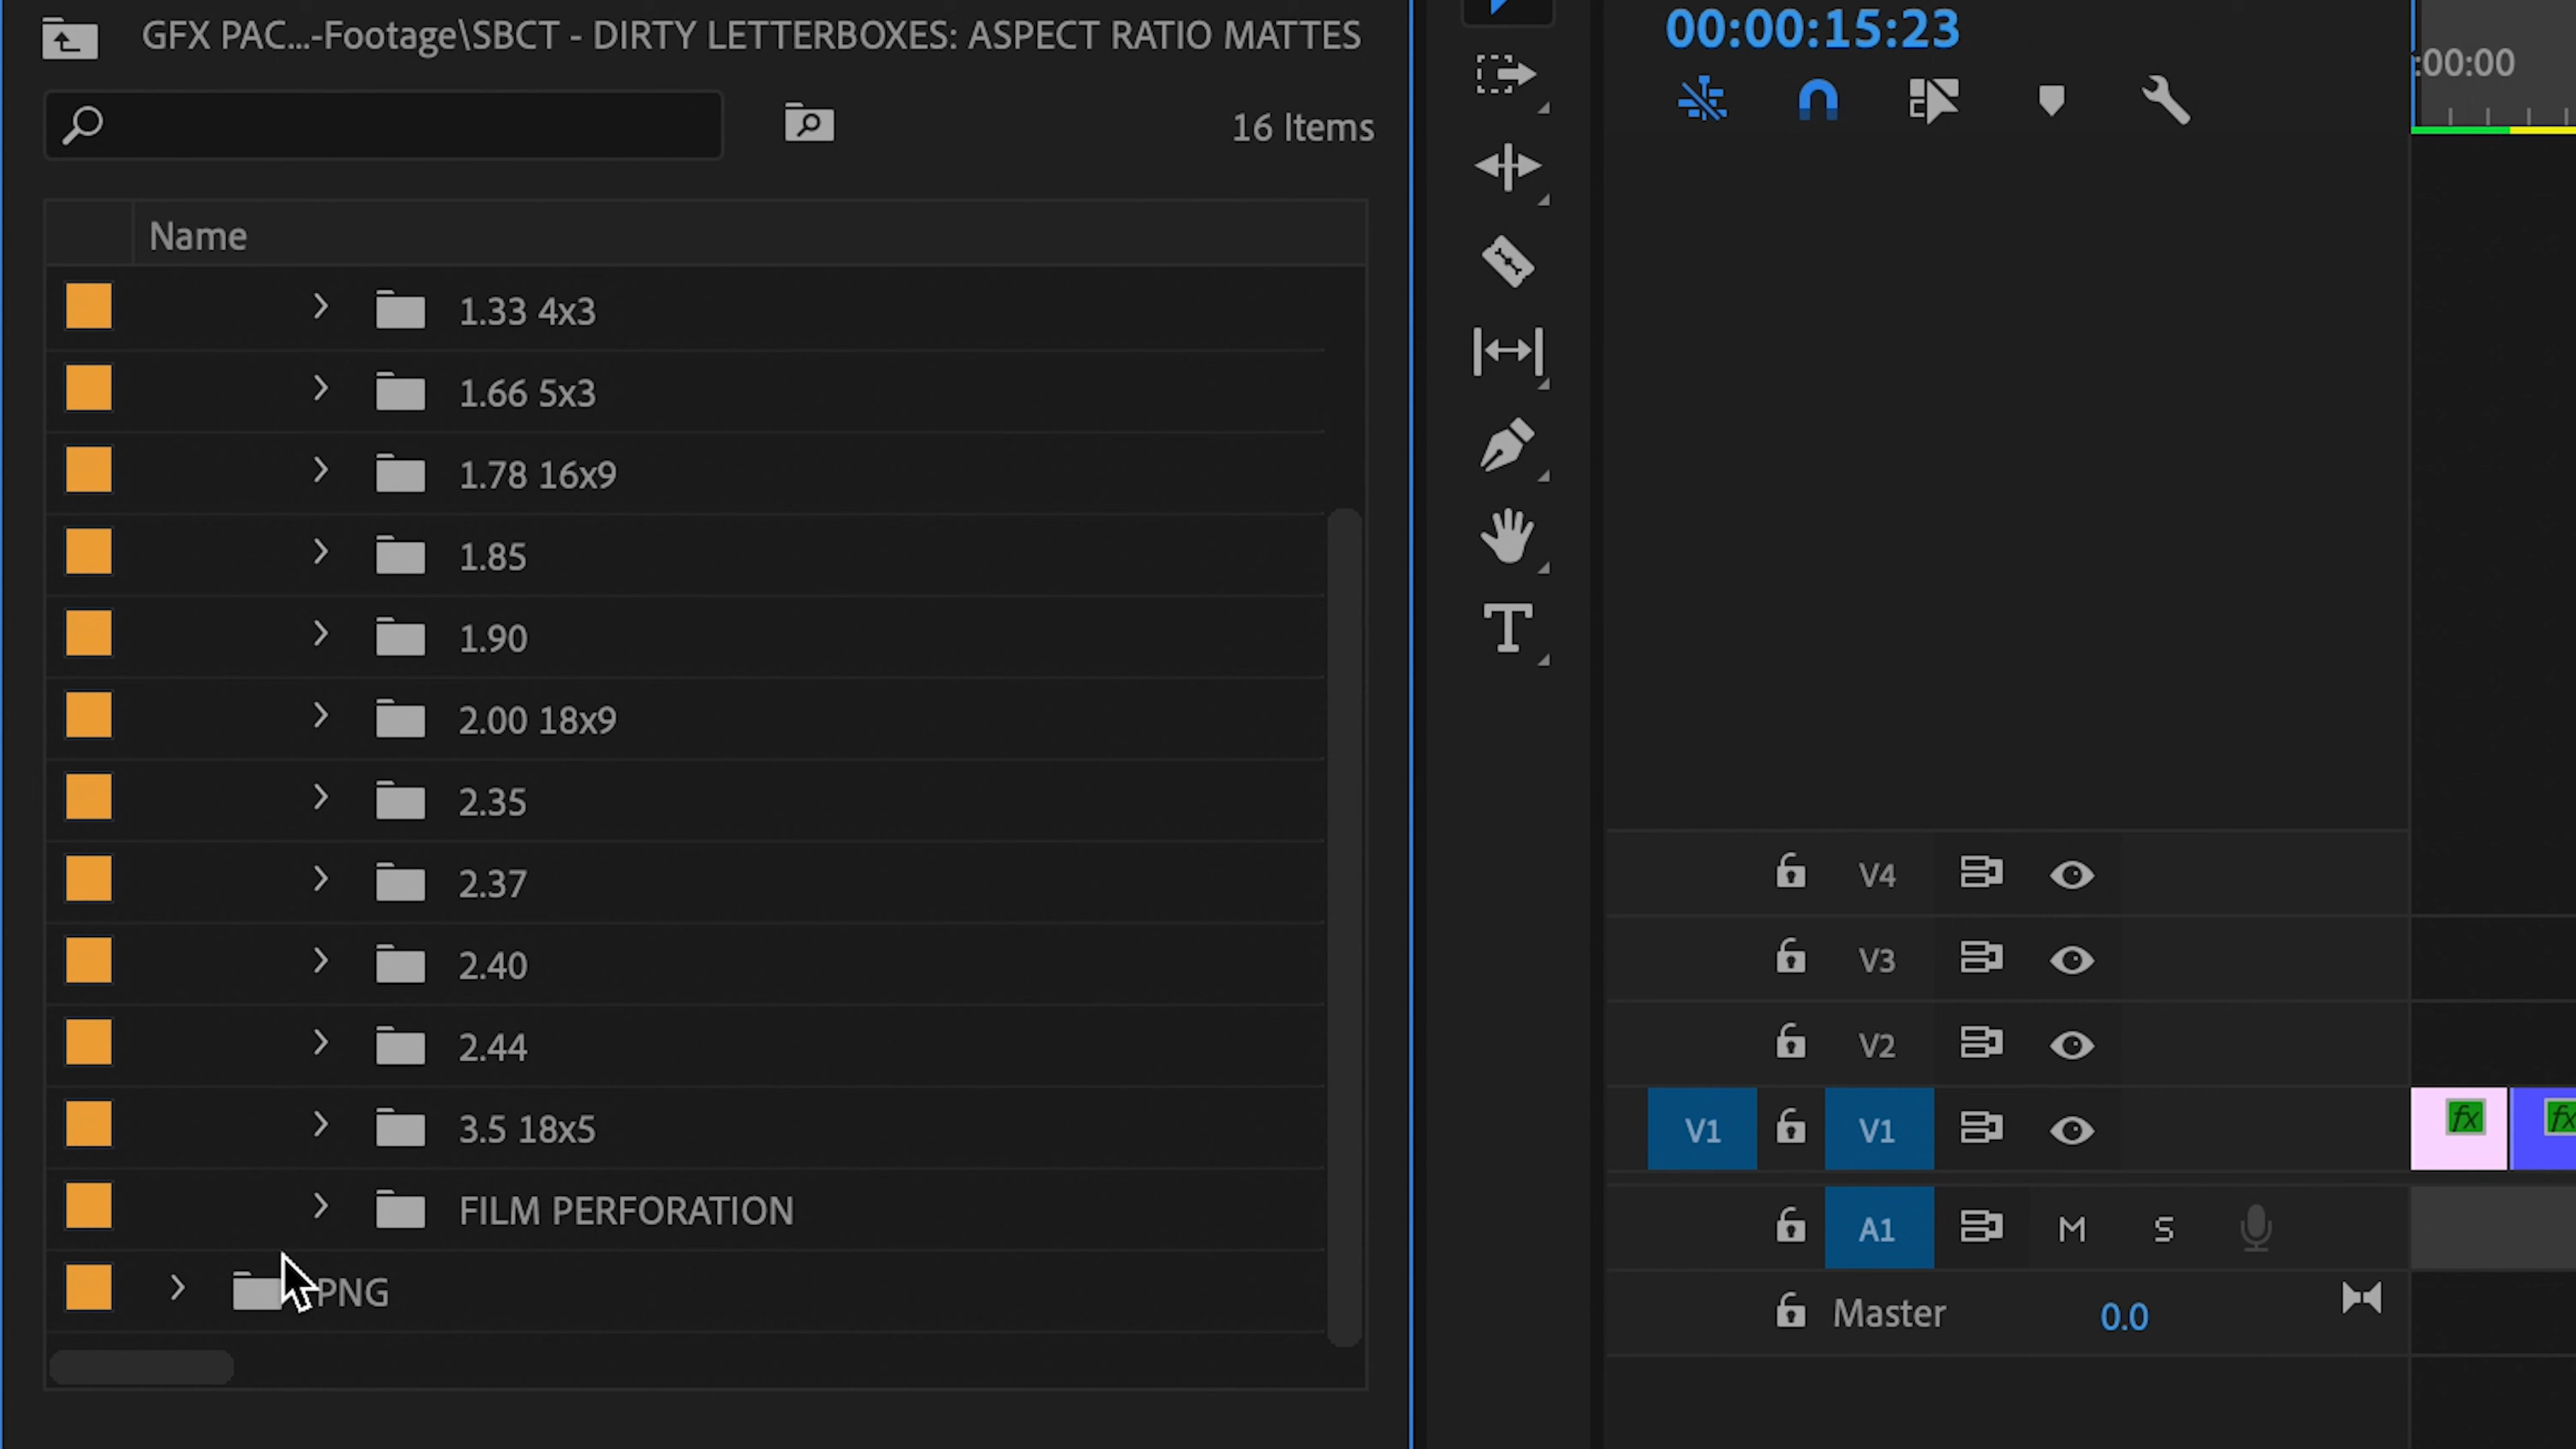 GFX PAC...-Footage\SBCT - DIRTY LETTERBOXES: ASPECT RATIO MATTES
16 Items
Name
1.33 4x3
1.66 5x3
1.78 16x9
1.85
1.90
2.00 18x9
2.35
2.37
2.40
2.44
3.5 18x5
FILM PERFORATION
PNG
00:00:15:23
:00:00
V4
V3
V2
V1 V1 fx fx
A1 M S
Master 0.0